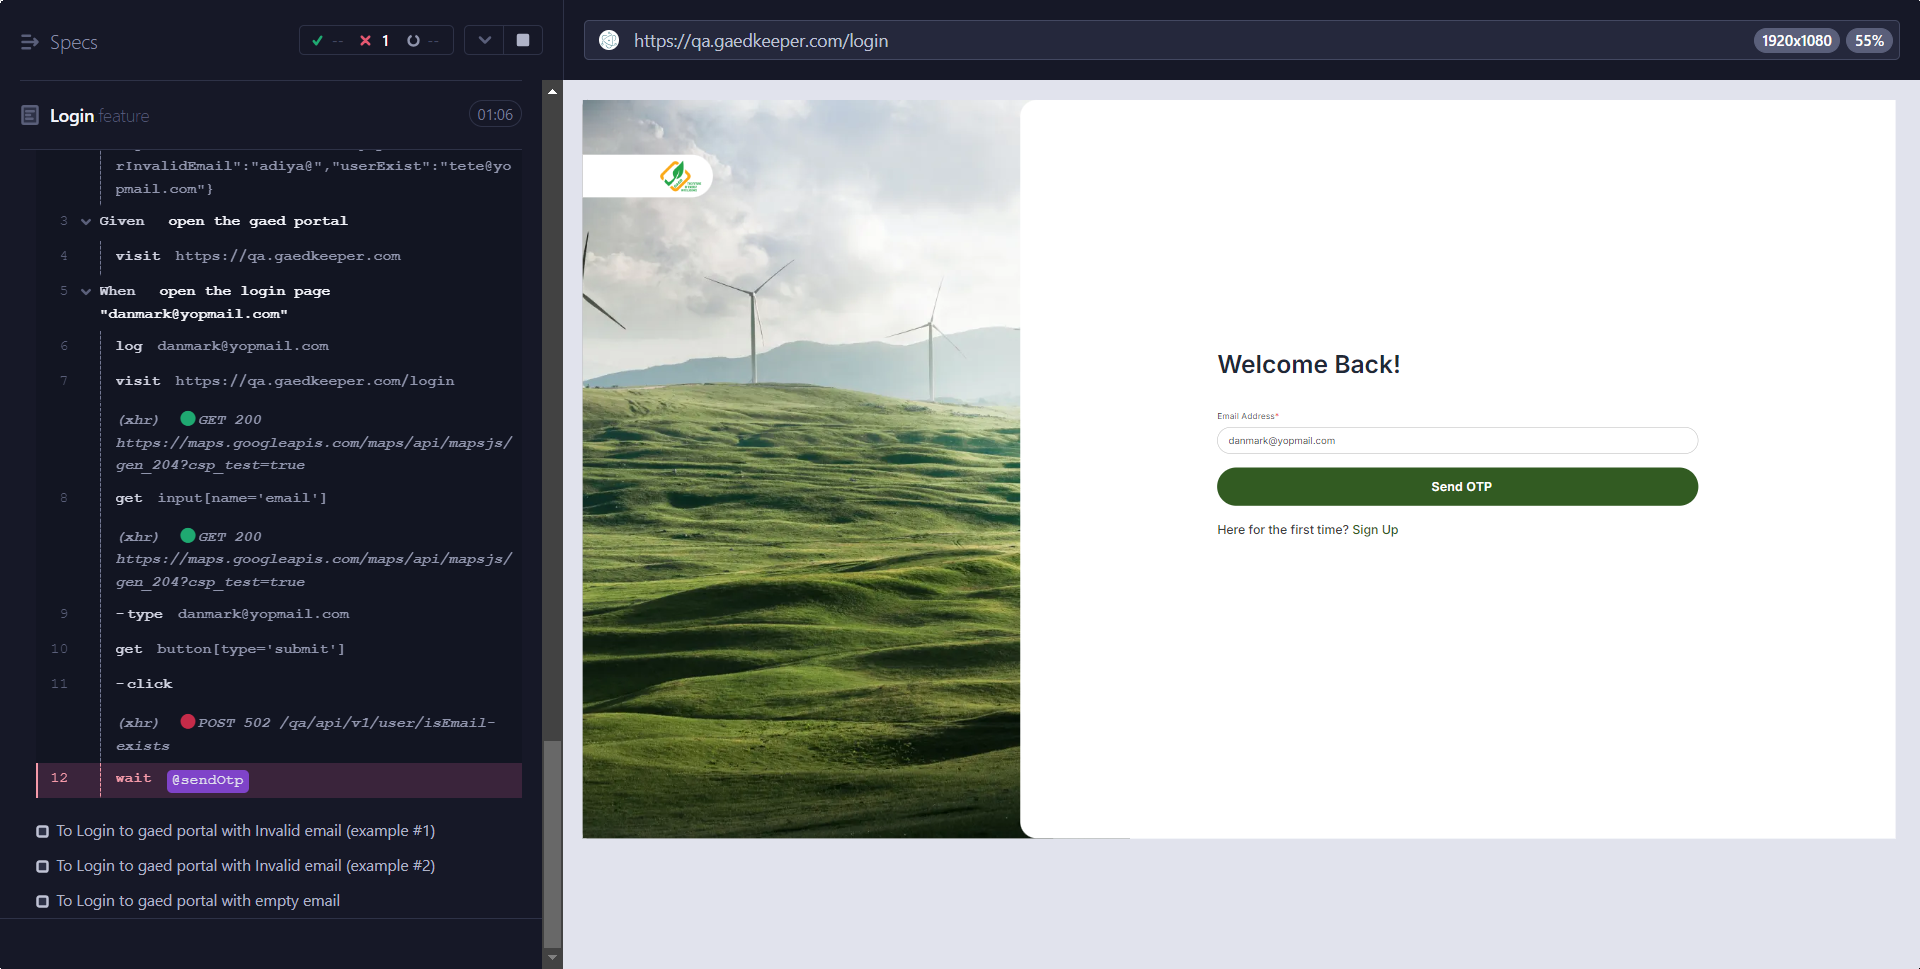 Specs
-- 1 --
https://qa.gaedkeeper.com/login
1920x1080
55%
Login.feature
01:06
rInvalidEmail":"adiya@","userExist":"tete@yo
pmail.com"}
3 Given open the gaed portal
4 visit https://qa.gaedkeeper.com
5 When open the login page
"danmark@yopmail.com"
6 log danmark@yopmail.com
7 visit https://qa.gaedkeeper.com/login
(xhr) GET 200
https://maps.googleapis.com/maps/api/mapsjs/
gen_204?csp_test=true
8 get input[name='email']
(xhr) GET 200
https://maps.googleapis.com/maps/api/mapsjs/
gen_204?csp_test=true
9 -type danmark@yopmail.com
10 get button[type='submit']
11 -click
(xhr) POST 502 /qa/api/v1/user/isEmail-
exists
12 wait @sendOtp
To Login to gaed portal with Invalid email (example #1)
To Login to gaed portal with Invalid email (example #2)
To Login to gaed portal with empty email
Welcome Back!
Email Address*
danmark@yopmail.com
Send OTP
Here for the first time? Sign Up